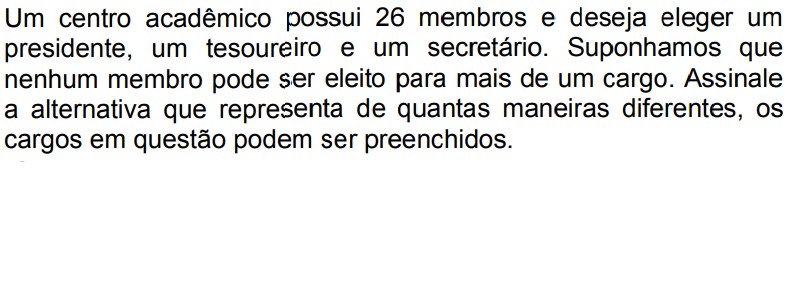 Um centro acadêmico possui 26 membros e deseja eleger um
presidente, um tesoureiro e um secretário. Suponhamos que
nenhum membro pode ser eleito para mais de um cargo. Assinale
a alternativa que representa de quantas maneiras diferentes, os
cargos em questão podem ser preenchidos.